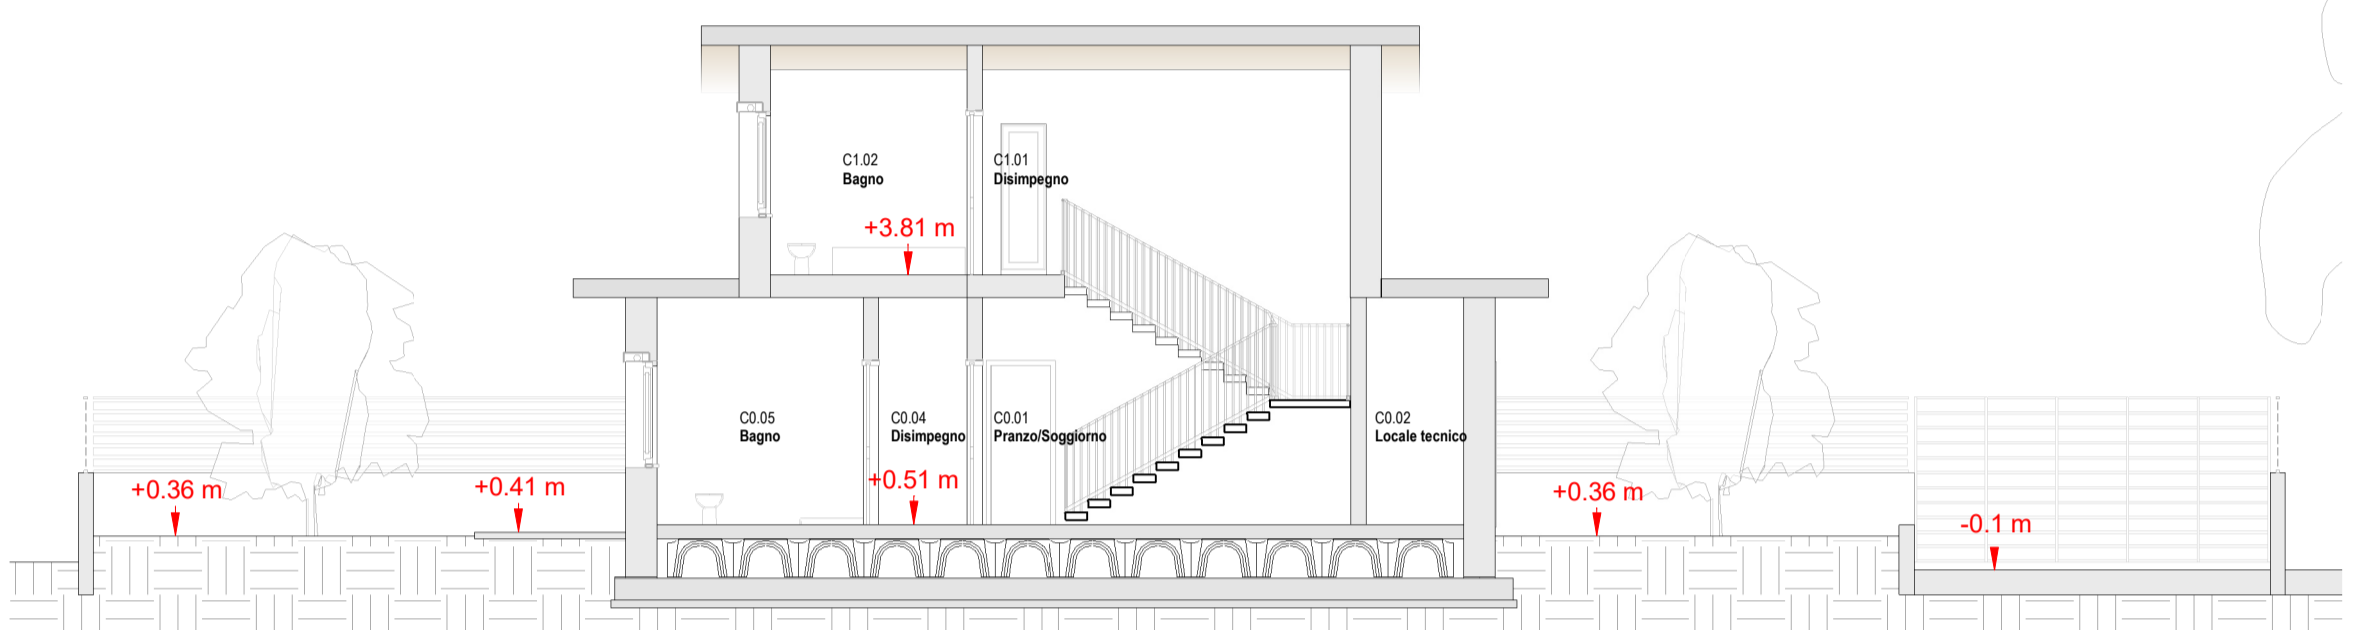 C1.02
Bagno
C1.01
Disimpegno
+3.81 m
C0.05
Bagno
C0.04
Disimpegno
C0.01
Pranzo/Soggiorno
C0.02
Locale tecnico
+0.36 m
+0.41 m
+0.51 m
+0.36 m
-0.1 m